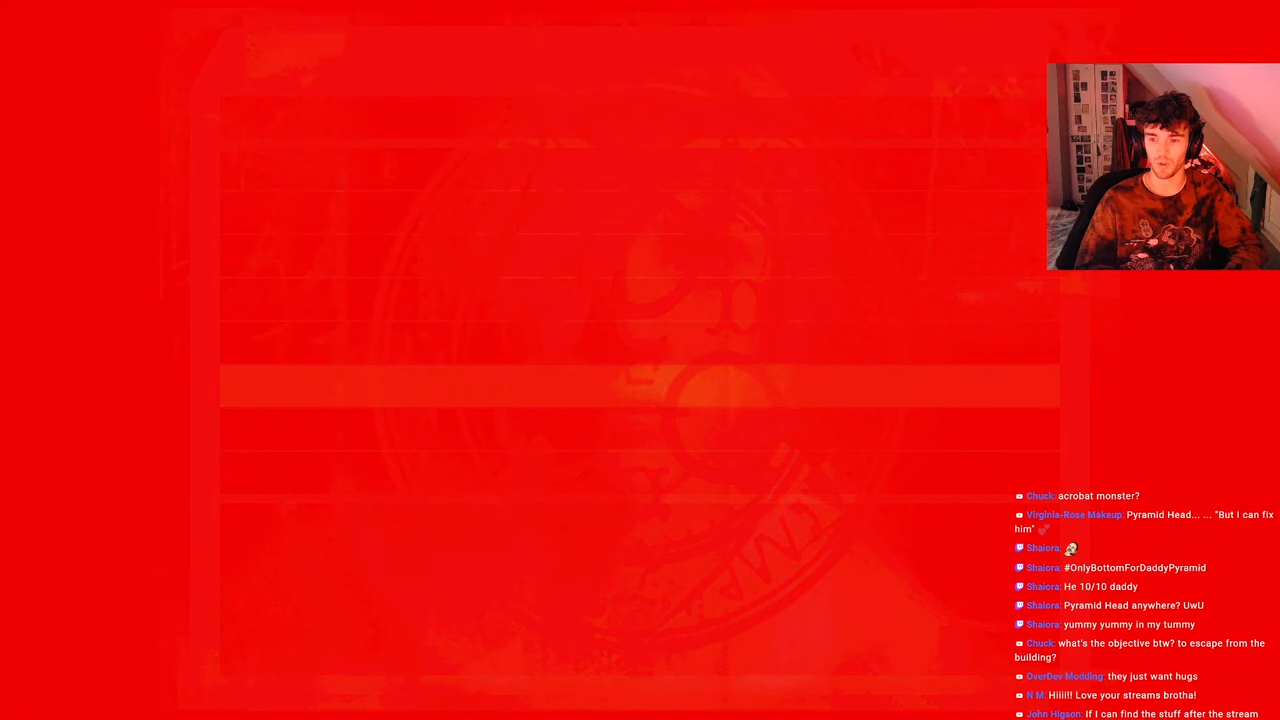 Chuck: acrobat monster?
Virginia-Rose Makeup: Pyramid Head... ... "But I can fix
him"
Shaiora:
Shaiora: #OnlyBottomForDaddyPyramid
Shaiora: He 10/10 daddy
Shaiora: Pyramid Head anywhere? UwU
Shaiora: yummy yummy in my tummy
Chuck: what's the objective btw? to escape from the
building?
OverDev Modding: they just want hugs
N M: Hiiii!! Love your streams brotha!
John Higson: If I can find the stuff after the stream